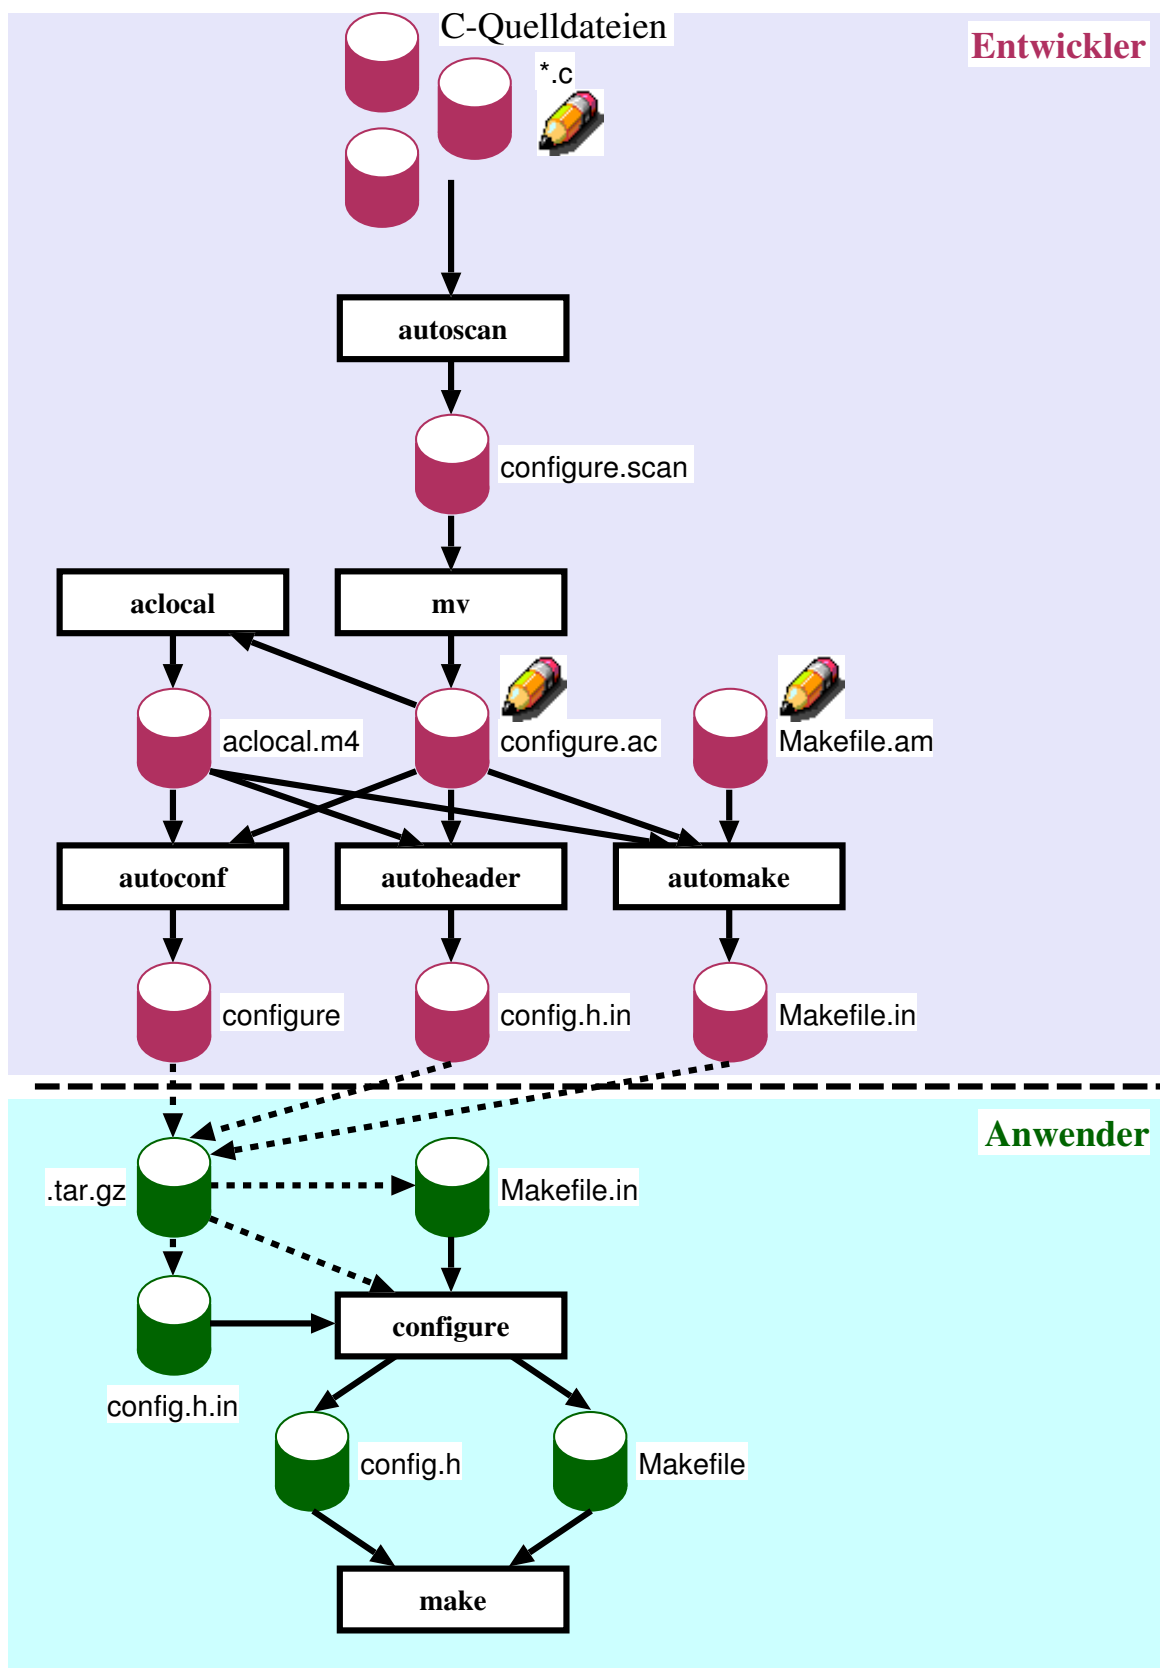 C-Quelldateien
Entwickler
*.c
autoscan
configure.scan
aclocal
mv
aclocal.m4
configure.ac
Makefile.am
autoconf
autoheader
automake
configure
config.h.in
Makefile.in
Anwender
.tar.gz
Makefile.in
configure
config.h.in
config.h
Makefile
make